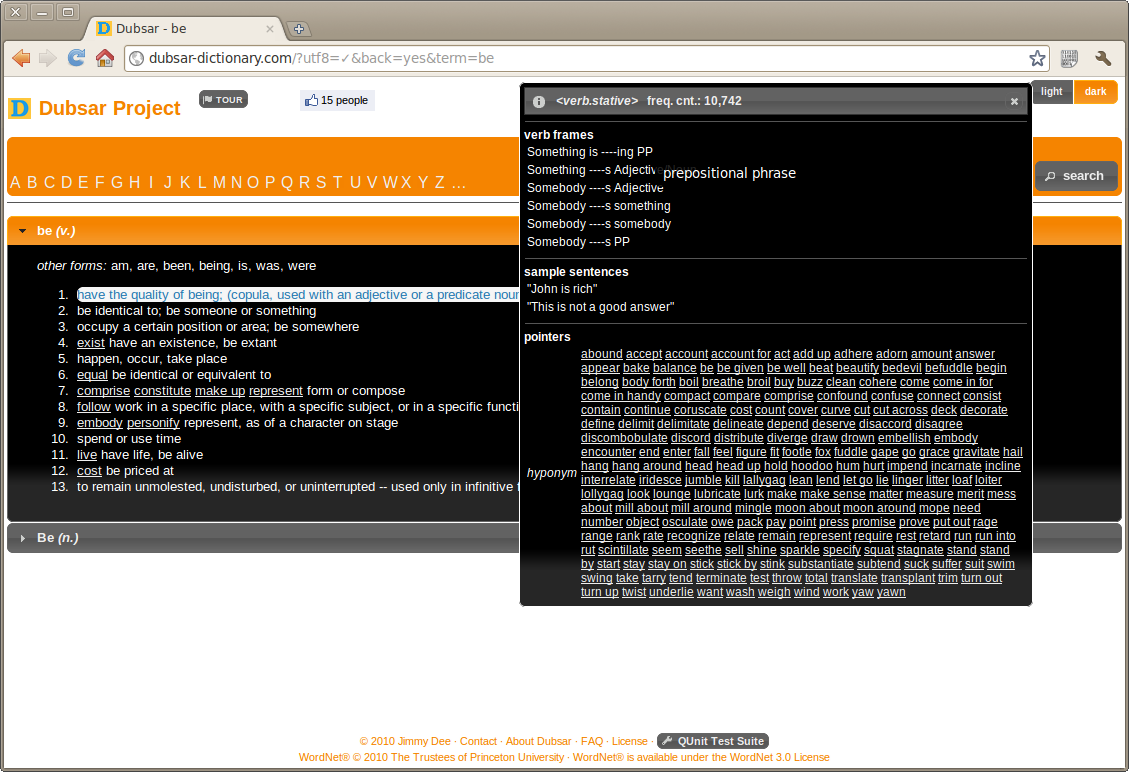 Dubsar - be
dubsar-dictionary.com/?utf8=✓&back=yes&term=be
D Dubsar Project
TOUR
15 people
light
dark
A B C D E F G H I J K L M N O P Q R S T U V W X Y Z ...
search
be (v.)
other forms: am, are, been, being, is, was, were
1. have the quality of being; (copula, used with an adjective or a predicate noun
2. be identical to; be someone or something
3. occupy a certain position or area; be somewhere
4. exist have an existence, be extant
5. happen, occur, take place
6. equal be identical or equivalent to
7. comprise constitute make up represent form or compose
8. follow work in a specific place, with a specific subject, or in a specific functi
9. embody personify represent, as of a character on stage
10. spend or use time
11. live have life, be alive
12. cost be priced at
13. to remain unmolested, undisturbed, or uninterrupted -- used only in infinitive f
Be (n.)
<verb.stative> freq. cnt.: 10,742
verb frames
Something is ----ing PP
Something ----s Adjective
prepositional phrase
Somebody ----s Adjective
Somebody ----s something
Somebody ----s somebody
Somebody ----s PP
sample sentences
"John is rich"
"This is not a good answer"
pointers
hyponym
abound accept account account for act add up adhere adorn amount answer
appear bake balance be be given be well beat beautify bedevil befuddle begin
belong body forth boil breathe broil buy buzz clean cohere come come in for
come in handy compact compare comprise confound confuse connect consist
contain continue coruscate cost count cover curve cut cut across deck decorate
define delimit delimitate delineate depend deserve disaccord disagree
discombobulate discord distribute diverge draw drown embellish embody
encounter end enter fall feel figure fit footle fox fuddle gape go grace gravitate hail
hang hang around head head up hold hoodoo hum hurt impend incarnate incline
interrelate iridesce jumble kill lallygag lean lend let go lie linger litter loaf loiter
lollygag look lounge lubricate lurk make make sense matter measure merit mess
about mill about mill around mingle moon about moon around mope need
number object osculate owe pack pay point press promise prove put out rage
range rank rate recognize relate remain represent require rest retard run run into
rut scintillate seem seethe sell shine sparkle specify squat stagnate stand stand
by start stay stay on stick stick by stink substantiate subtend suck suffer suit swim
swing take tarry tend terminate test throw total translate transplant trim turn out
turn up twist underlie want wash weigh wind work yaw yawn
© 2010 Jimmy Dee · Contact · About Dubsar · FAQ · License · QUnit Test Suite
WordNet® © 2010 The Trustees of Princeton University · WordNet® is available under the WordNet 3.0 License